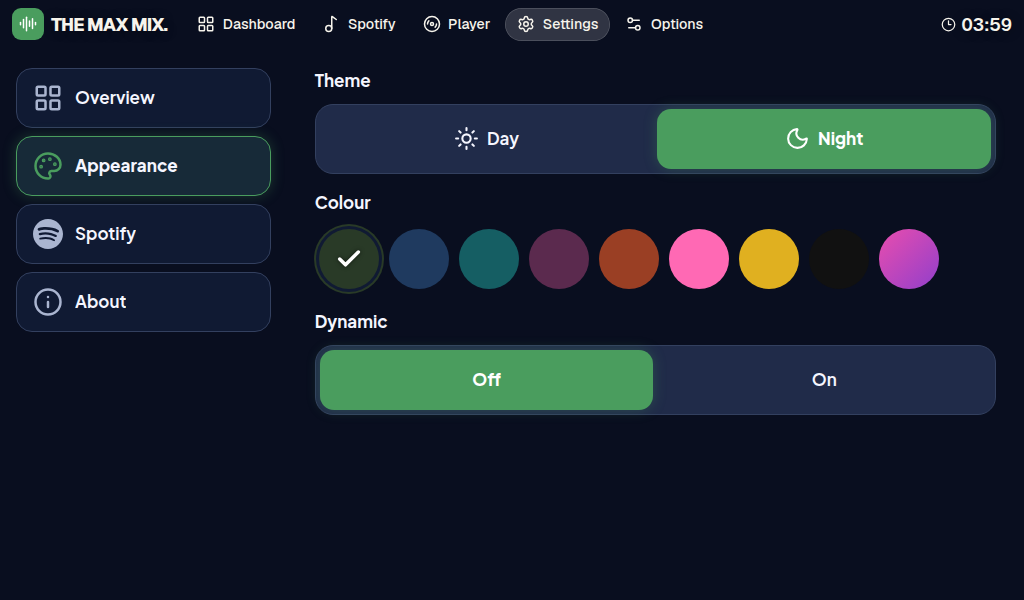 THE MAX MIX.
Dashboard
Spotify
Player
Settings
Options
03:59
Overview
Appearance
Spotify
About
Theme
Day
Night
Colour
Dynamic
Off
On